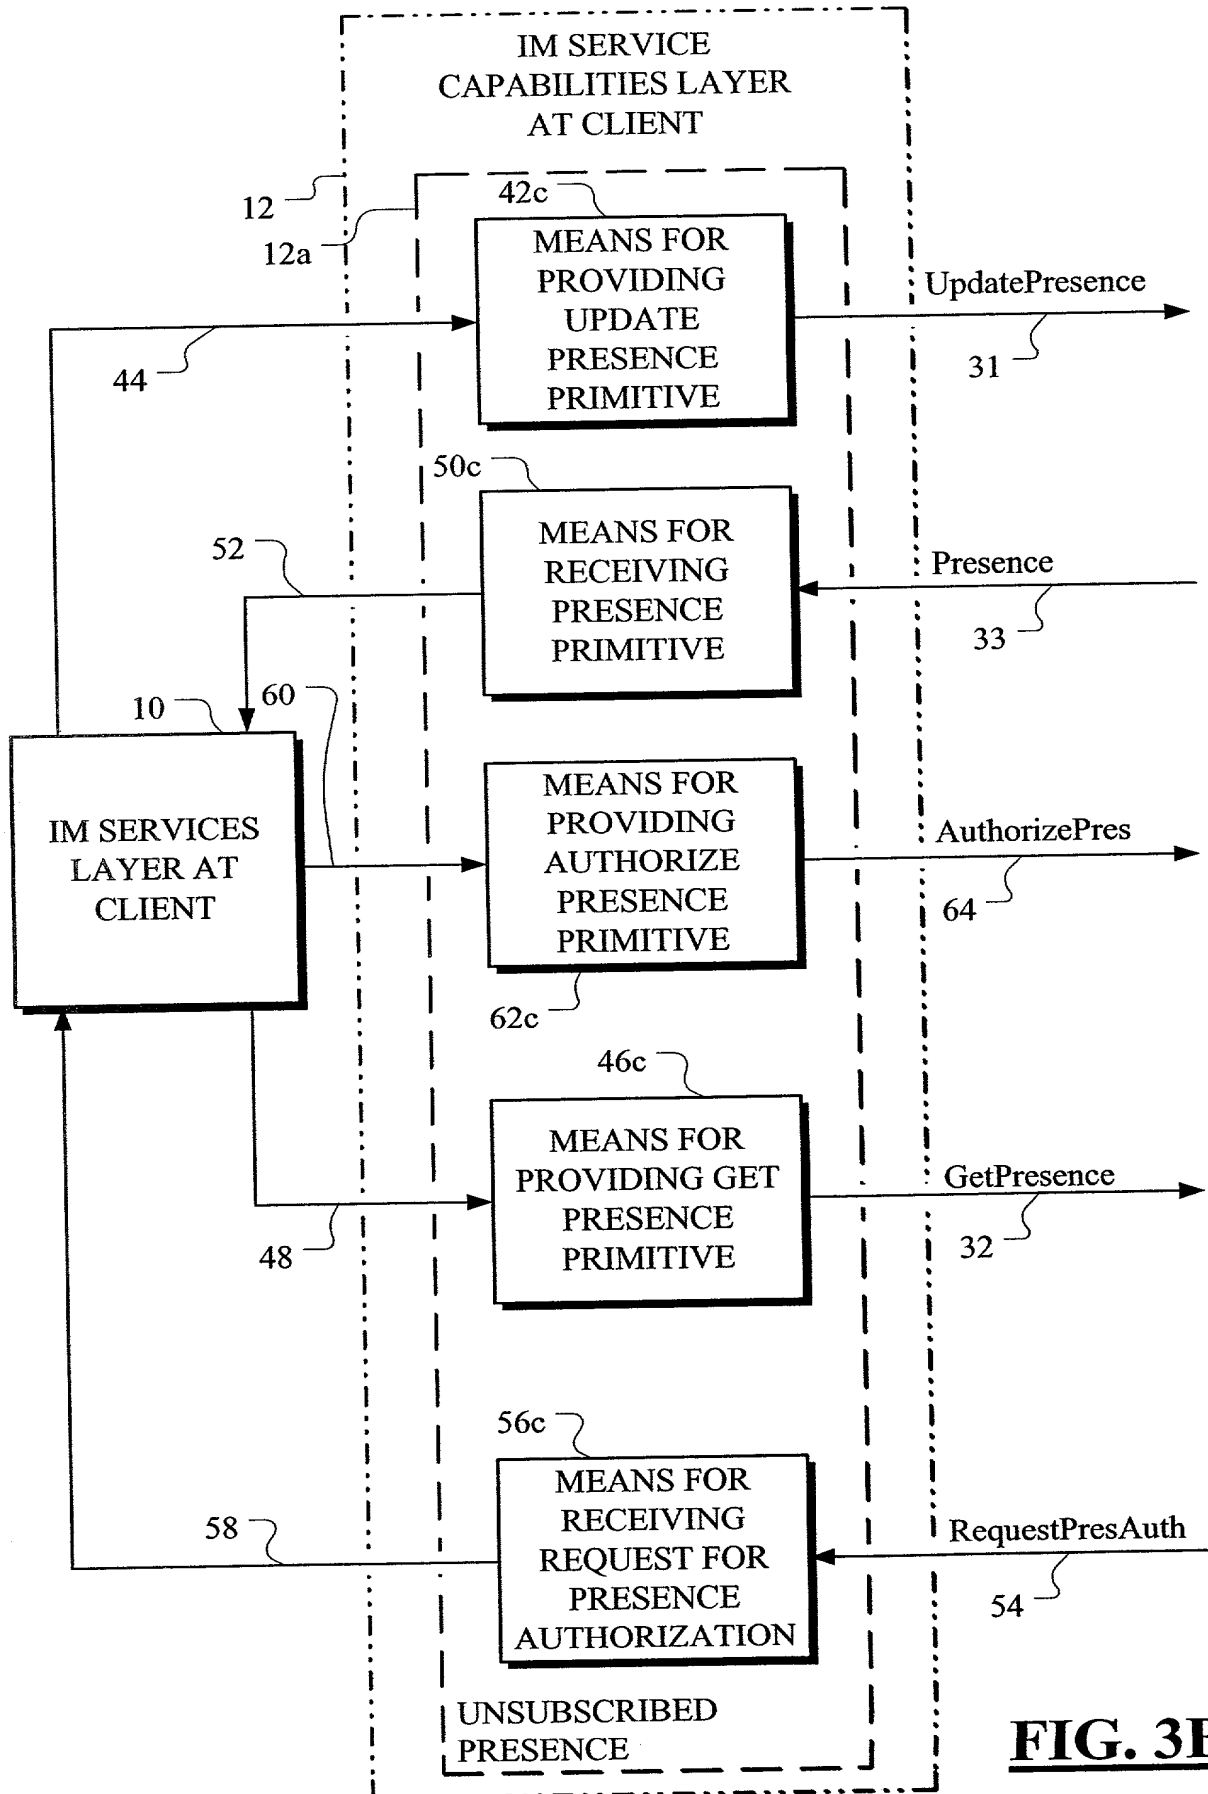 IM SERVICE
CAPABILITIES LAYER
AT CLIENT
12
12a
42c
MEANS FOR
PROVIDING
UPDATE
PRESENCE
PRIMITIVE
UpdatePresence
31
44
50c
MEANS FOR
RECEIVING
PRESENCE
PRIMITIVE
Presence
33
52
10
60
IM SERVICES
LAYER AT
CLIENT
MEANS FOR
PROVIDING
AUTHORIZE
PRESENCE
PRIMITIVE
AuthorizePres
64
62c
46c
MEANS FOR
PROVIDING GET
PRESENCE
PRIMITIVE
GetPresence
32
48
56c
MEANS FOR
RECEIVING
REQUEST FOR
PRESENCE
AUTHORIZATION
RequestPresAuth
54
58
UNSUBSCRIBED
PRESENCE
FIG. 3